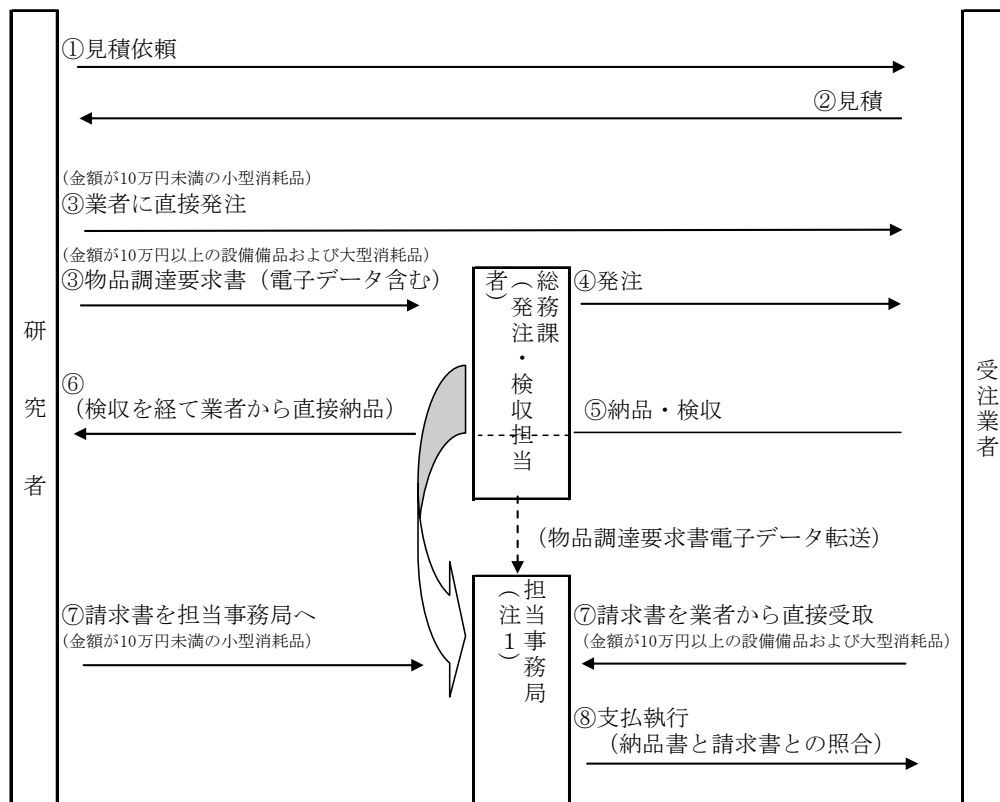 ①見積依頼
②見積
(金額が10万円未満の小型消耗品)
③業者に直接発注
(金額が10万円以上の設備備品および大型消耗品)
③物品調達要求書（電子データ含む）
総務課
（発注・検収担当
者）
④発注
研究者
受注業者
⑥
（検収を経て業者から直接納品）
⑤納品・検収
（物品調達要求書電子データ転送）
担当事務局
（注１）
⑦請求書を担当事務局へ
(金額が10万円未満の小型消耗品)
⑦請求書を業者から直接受取
(金額が10万円以上の設備備品および大型消耗品)
⑧支払執行
（納品書と請求書との照合）